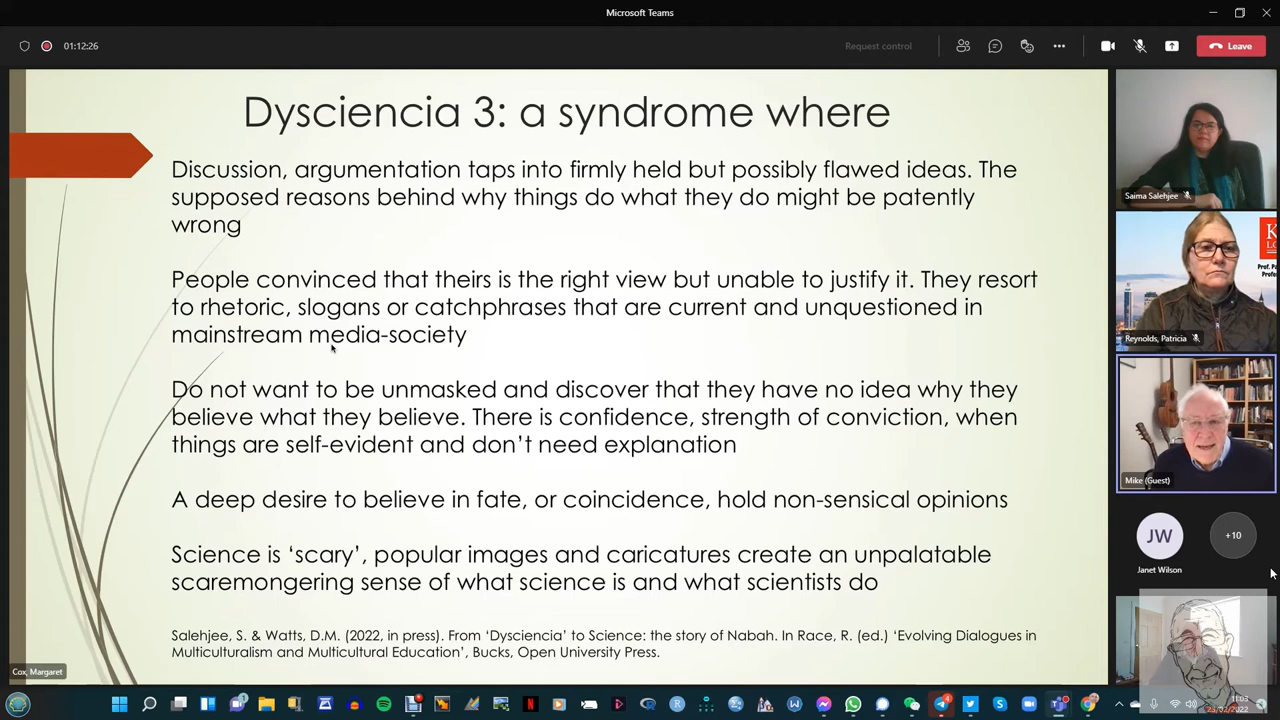 Microsoft Teams
01:12:26
Request control
Leave
Dysciencia 3: a syndrome where
Discussion, argumentation taps into firmly held but possibly flawed ideas. The
supposed reasons behind why things do what they do might be patently
wrong
People convinced that theirs is the right view but unable to justify it. They resort
to rhetoric, slogans or catchphrases that are current and unquestioned in
mainstream media-society
Do not want to be unmasked and discover that they have no idea why they
believe what they believe. There is confidence, strength of conviction, when
things are self-evident and don’t need explanation
A deep desire to believe in fate, or coincidence, hold non-sensical opinions
Science is ‘scary’, popular images and caricatures create an unpalatable
scaremongering sense of what science is and what scientists do
Salehjee, S. & Watts, D.M. (2022, in press). From ‘Dysciencia’ to Science: the story of Nabah. In Race, R. (ed.) ‘Evolving Dialogues in
Multiculturalism and Multicultural Education’, Bucks, Open University Press.
Cox, Margaret
Saima Salehjee
Reynolds, Patricia
Mike (Guest)
JW
+10
Janet Wilson
11:03
23/02/2022